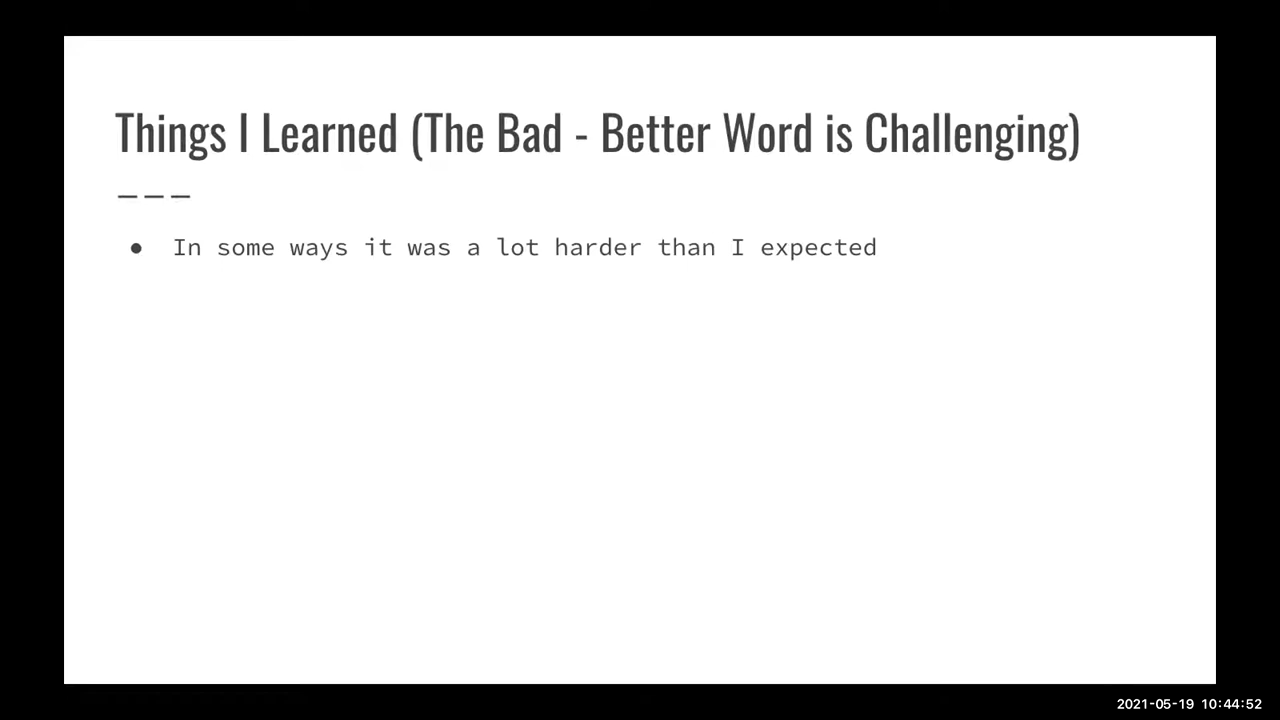 Things I Learned (The Bad - Better Word is Challenging)
● In some ways it was a lot harder than I expected
2021-05-19 10:44:52